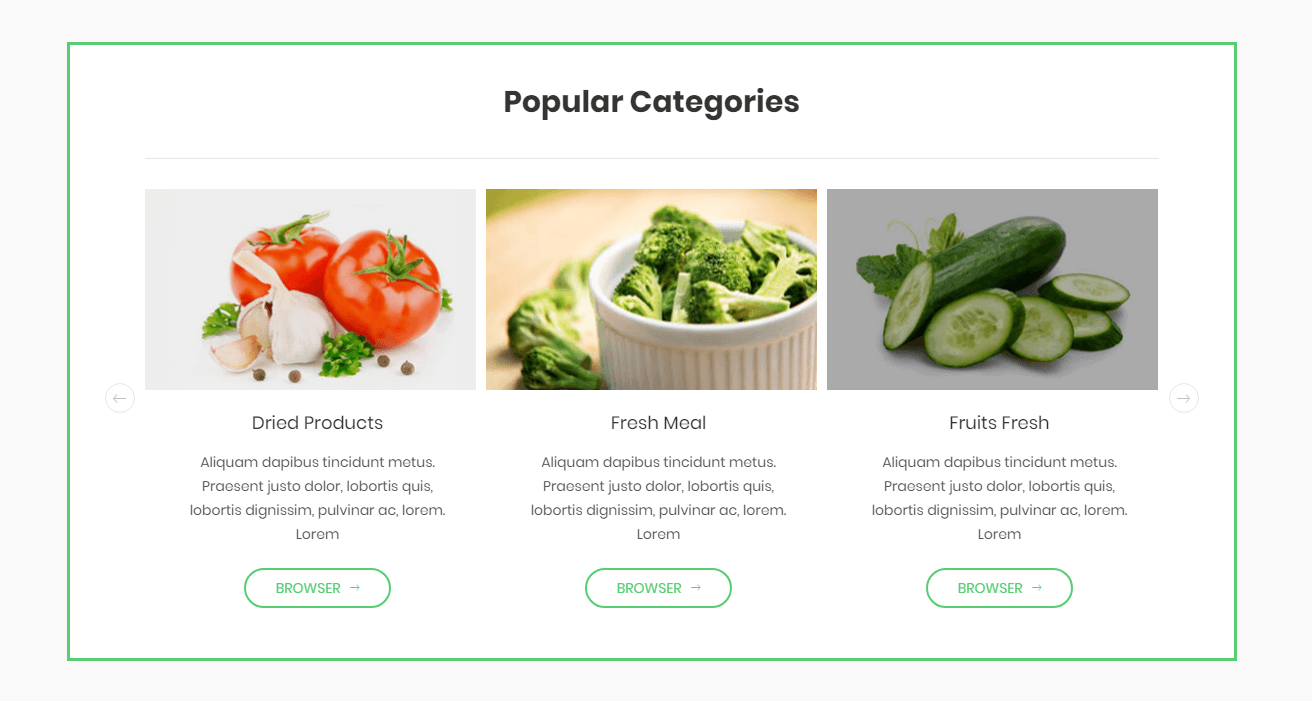 Popular Categories
Dried Products
Aliquam dapibus tincidunt metus.
Praesent justo dolor, lobortis quis,
lobortis dignissim, pulvinar ac, lorem.
Lorem
BROWSER →
Fresh Meal
Aliquam dapibus tincidunt metus.
Praesent justo dolor, lobortis quis,
lobortis dignissim, pulvinar ac, lorem.
Lorem
BROWSER →
Fruits Fresh
Aliquam dapibus tincidunt metus.
Praesent justo dolor, lobortis quis,
lobortis dignissim, pulvinar ac, lorem.
Lorem
BROWSER →